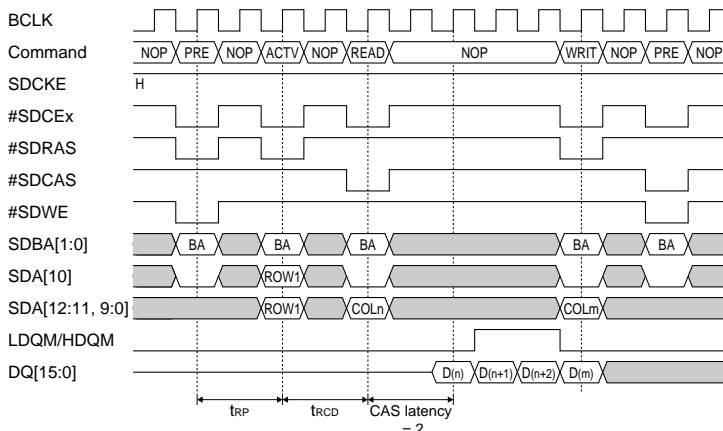 BCLK
Command NOP PRE NOP ACTV NOP READ NOP WRIT NOP PRE NOP
SDCKE H
#SDCEx
#SDRAS
#SDCAS
#SDWE
SDBA[1:0] BA BA BA BA BA
SDA[10] ROW1
SDA[12:11, 9:0] ROW1 COLn COLm
LDQM/HDQM
DQ[15:0] D(n) D(n+1) D(n+2) D(m)
tRP tRCD CAS latency
= 2